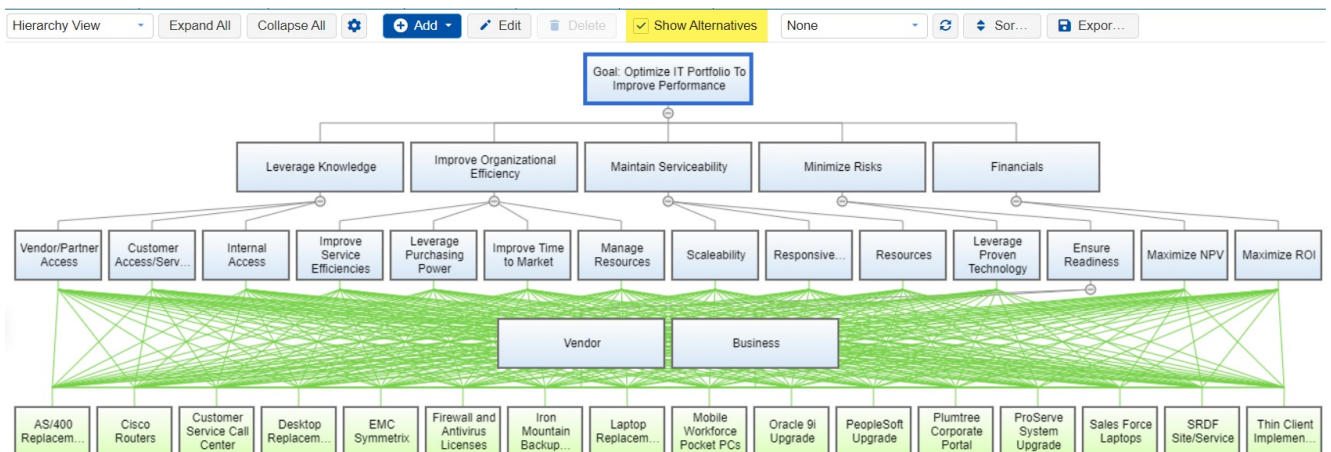 Hierarchy View
Expand All
Collapse All
Add
Edit
Delete
Show Alternatives
None
Sor...
Expor...
Goal: Optimize IT Portfolio To
Improve Performance
Leverage Knowledge
Improve Organizational
Efficiency
Maintain Serviceability
Minimize Risks
Financials
Vendor/Partner
Access
Customer
Access/Serv...
Internal
Access
Improve
Service
Efficiencies
Leverage
Purchasing
Power
Improve Time
to Market
Manage
Resources
Scaleability
Responsive...
Resources
Leverage
Proven
Technology
Ensure
Readiness
Maximize NPV
Maximize ROI
Vendor
Business
AS/400
Replacem...
Cisco
Routers
Customer
Service Call
Center
Desktop
Replacem...
EMC
Symmetrix
Firewall and
Antivirus
Licenses
Iron
Mountain
Backup...
Laptop
Replacem...
Mobile
Workforce
Pocket PCs
Oracle 9i
Upgrade
PeopleSoft
Upgrade
Plumtree
Corporate
Portal
ProServe
System
Upgrade
Sales Force
Laptops
SRDF
Site/Service
Thin Client
Implemen...